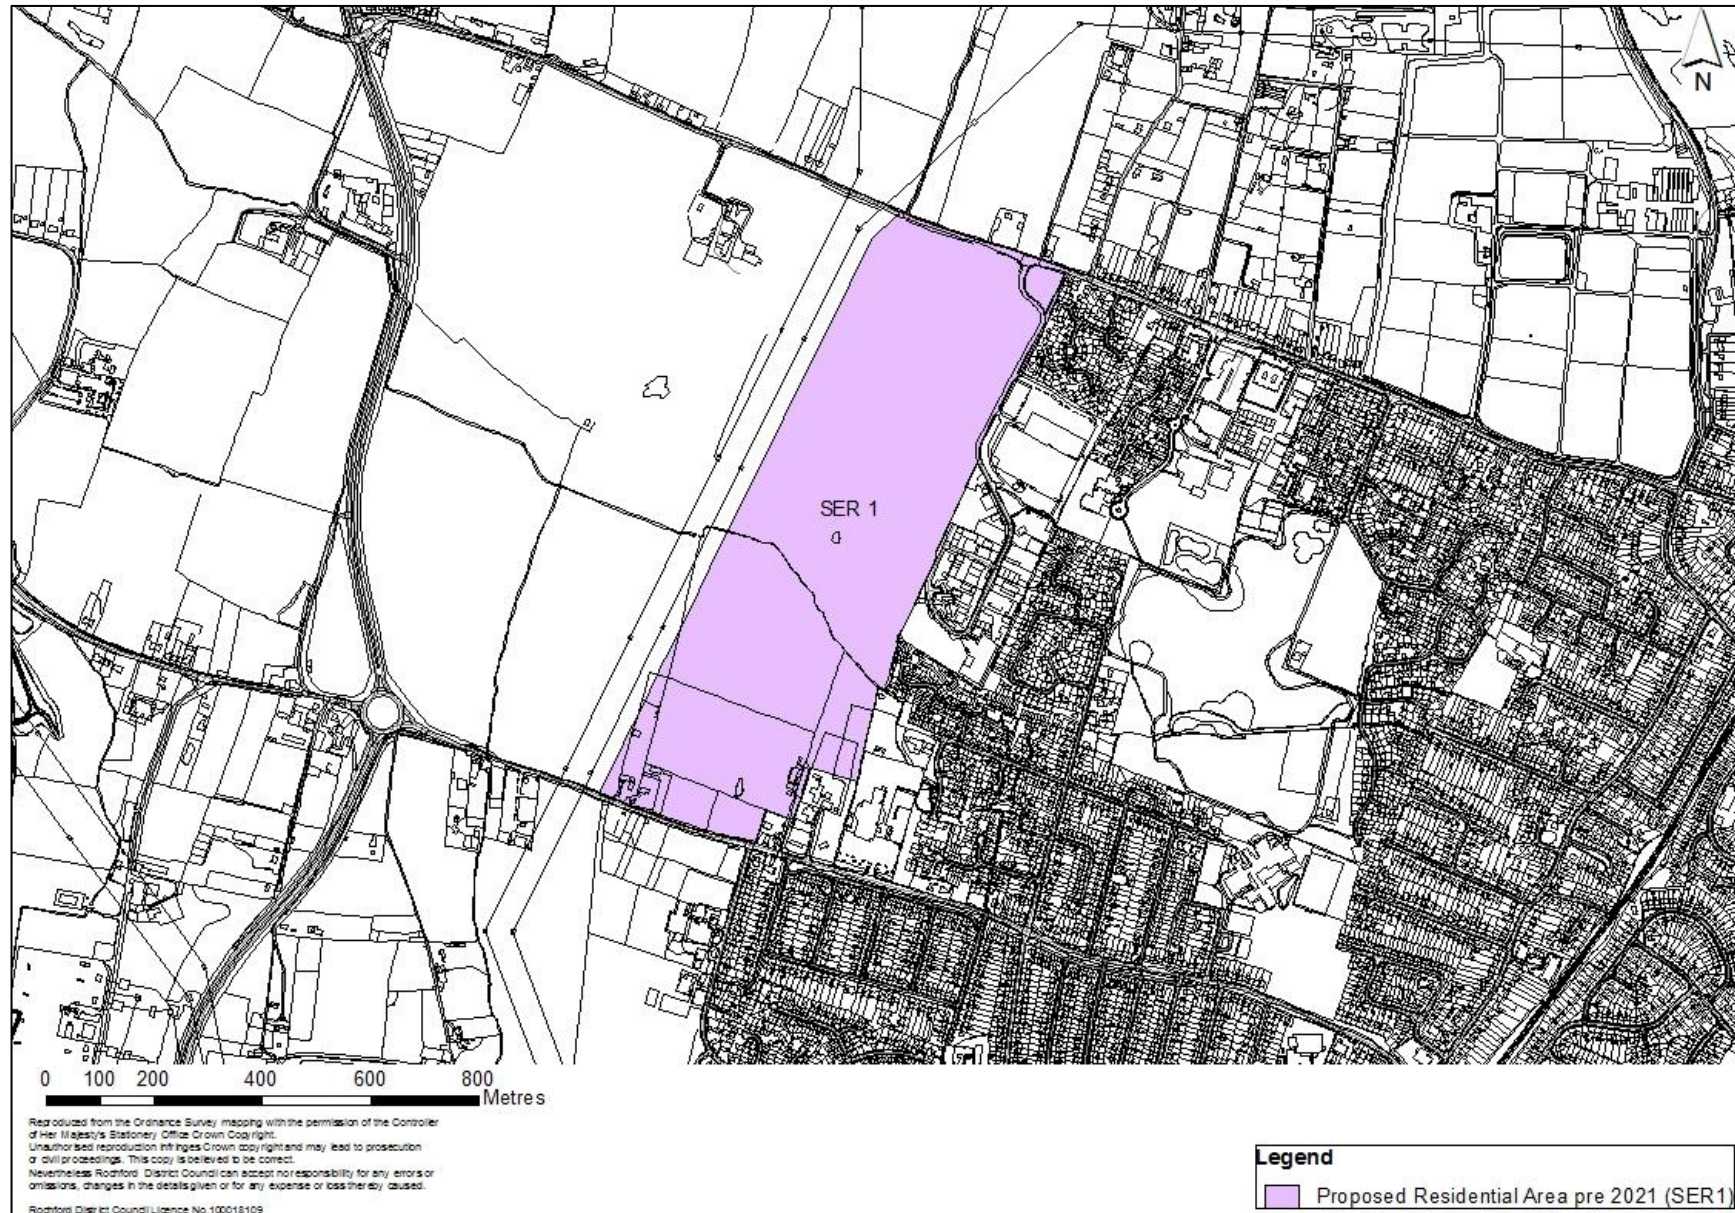 N
SER 1
0 100 200 400 600 800
Metres
Reproduced from the Ordnance Survey mapping with the permission of the Controller
of Her Majesty's Stationery Office Crown Copyright.
Unauthorised reproduction infringes Crown copyright and may lead to prosecution
or civil proceedings. This copy is believed to be correct.
Nevertheless Rochford District Council can accept no responsibility for any errors or
omissions, changes in the details given or for any expense or loss thereby caused.
Rochford District Council Licence No. 100018109
Legend
Proposed Residential Area pre 2021 (SER1)